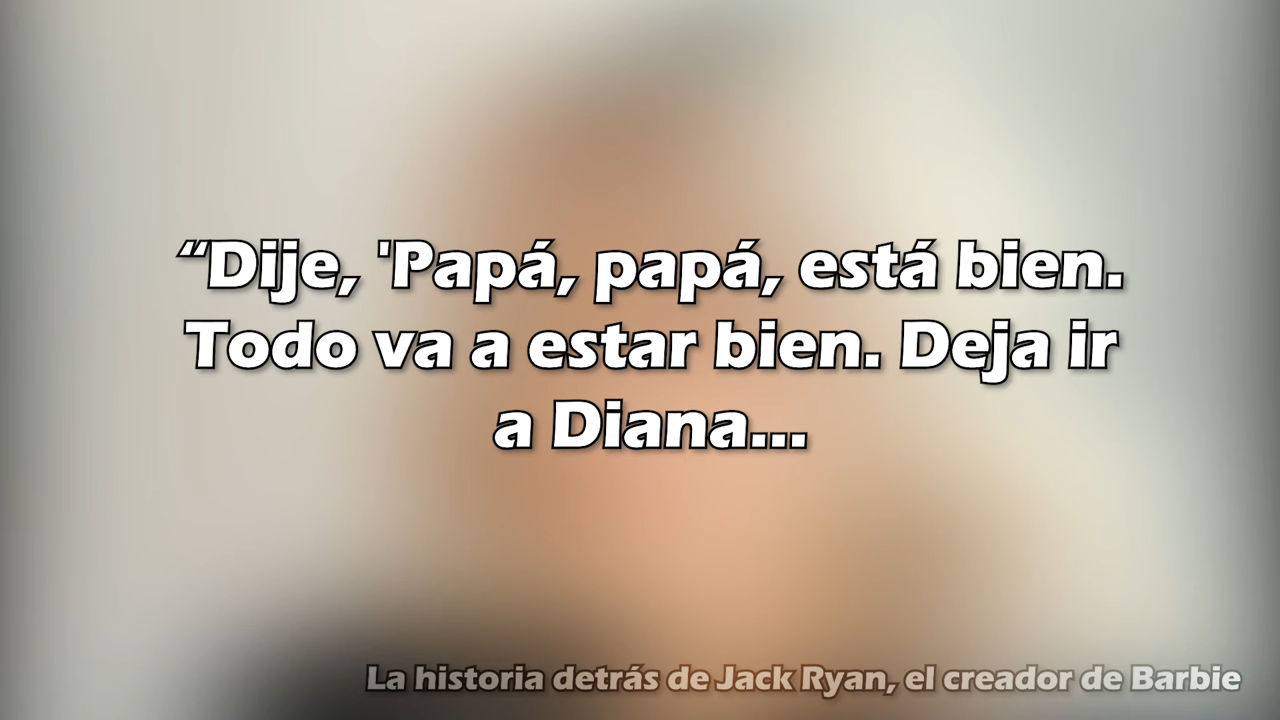 “Dije, 'Papá, papá, está bien.
Todo va a estar bien. Deja ir
a Diana...
La historia detrás de Jack Ryan, el creador de Barbie